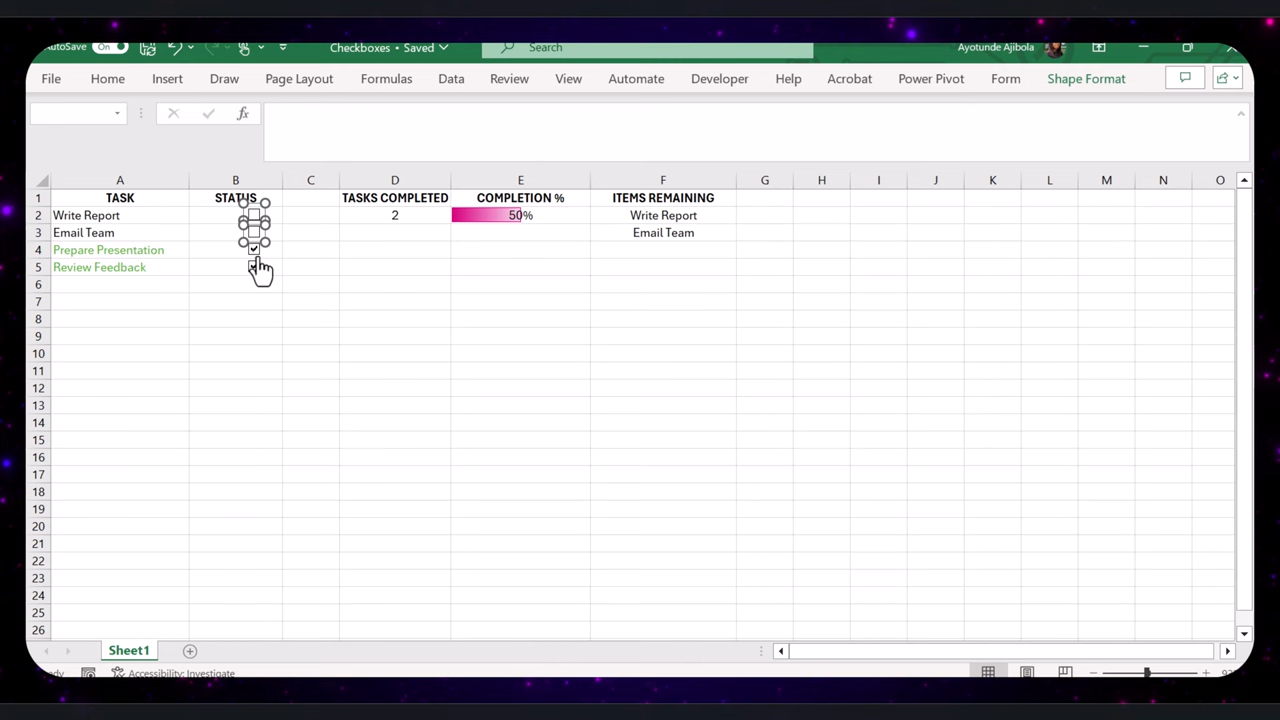 AutoSave On Checkboxes • Saved Search Ayotunde Ajibola
File Home Insert Draw Page Layout Formulas Data Review View Automate Developer Help Acrobat Power Pivot Form Shape Format
fx
A B C D E F G H I J K L M N O
1 TASK STATUS TASKS COMPLETED COMPLETION % ITEMS REMAINING
2 Write Report 2 50% Write Report
3 Email Team Email Team
4 Prepare Presentation
5 Review Feedback
6
7
8
9
10
11
12
13
14
15
16
17
18
19
20
21
22
23
24
25
26
Sheet1
Accessibility: Investigate